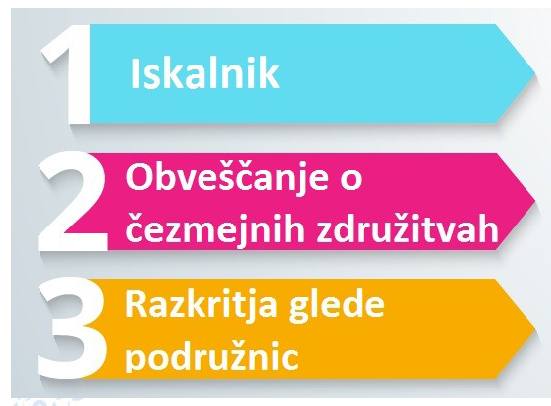 1 Iskalnik
2 Obveščanje o
čezmejnih združitvah
3 Razkritja glede
podružnic